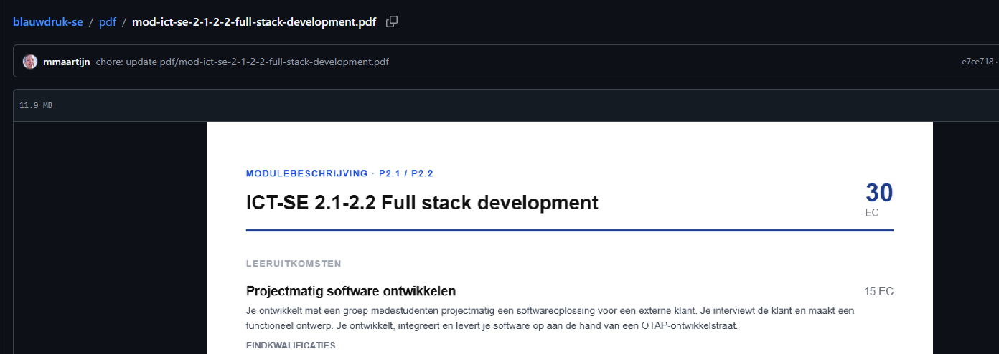 blauwdruk-se / pdf / mod-ict-se-2-1-2-2-full-stack-development.pdf
mmaartijn chore: update pdf/mod-ict-se-2-1-2-2-full-stack-development.pdf e7ce718 ·
11.9 MB
MODULEBESCHRIJVING · P2.1 / P2.2
ICT-SE 2.1-2.2 Full stack development
30
EC
LEERUITKOMSTEN
Projectmatig software ontwikkelen 15 EC
Je ontwikkelt met een groep medestudenten projectmatig een softwareoplossing voor een externe klant. Je interviewt de klant en maakt een
functioneel ontwerp. Je ontwikkelt, integreert en levert je software op aan de hand van een OTAP-ontwikkelstraat.
EINDKWALIFICATIES